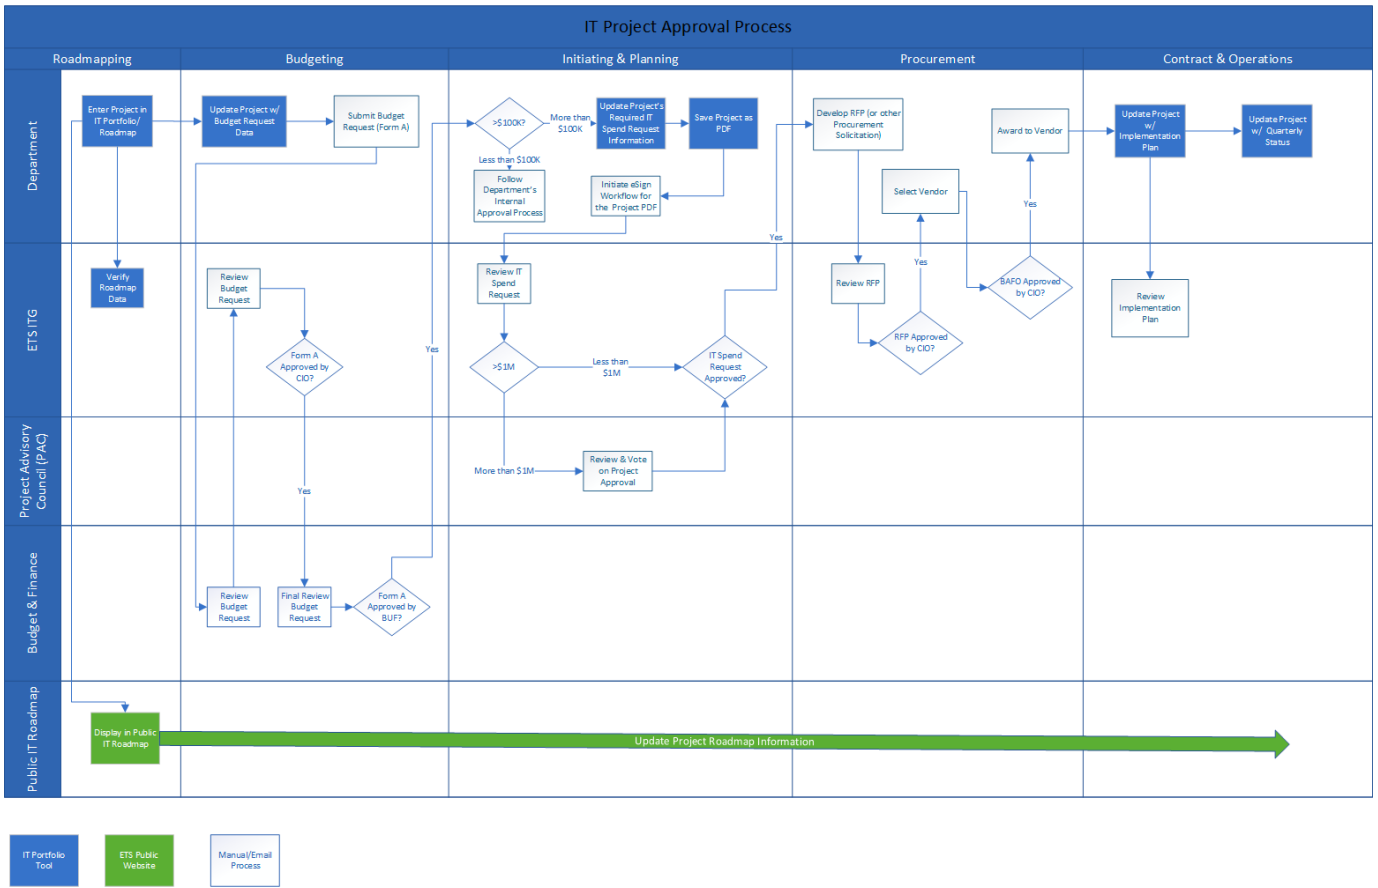 IT Project Approval Process
Roadmapping
Budgeting
Initiating & Planning
Procurement
Contract & Operations
Department
Enter Project in
IT Portfolio/
Roadmap
Update Project w/
Budget Request
Data
Submit Budget
Request (Form A)
>$100K?
More than
$100K
Less than $100K
Update Project's
Required IT
Spend Request
Information
Save Project as
PDF
Follow
Department's
Internal
Approval Process
Initiate eSign
Workflow for
the Project PDF
Develop RFP (or other
Procurement
Solicitation)
Select Vendor
Award to Vendor
Yes
Update Project
w/
Implementation
Plan
Update Project
w/ Quarterly
Status
Yes
ETS ITG
Verify
Roadmap
Data
Review
Budget
Request
Form A
Approved by
CIO?
Yes
Review IT
Spend
Request
>$1M
Less than
$1M
IT Spend
Request
Approved?
Review RFP
Yes
RFP Approved
by CIO?
BAFO Approved
by CIO?
Review
Implementation
Plan
Project Advisory
Council (PAC)
Yes
More than $1M
Review & Vote
on Project
Approval
Budget & Finance
Review
Budget
Request
Final Review
Budget
Request
Form A
Approved by
BUF?
Public IT Roadmap
Display in Public
IT Roadmap
Update Project Roadmap Information
IT Portfolio
Tool
ETS Public
Website
Manual/Email
Process